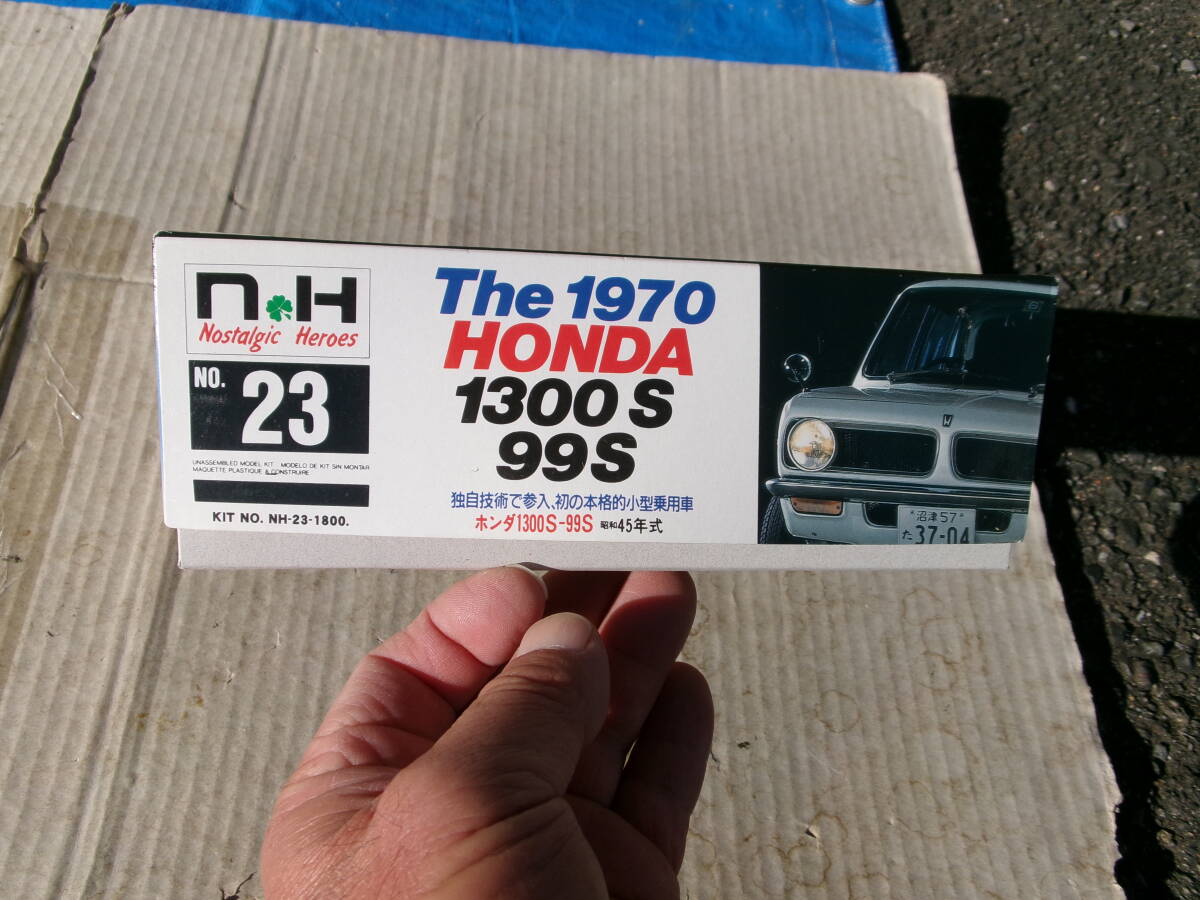 n H
Nostalgic Heroes
NO. 23
UNASSEMBLED MODEL KIT MODELO DE KIT SIN MONTAR
MAQUETTE PLASTIQUE À CONSTRUIRE
KIT NO. NH-23-1800.
The 1970
HONDA
1300 S
99S
独自技術で参入、初の本格的小型乗用車
ホンダ1300S-99S 昭和45年式
沼津57
た 37-04